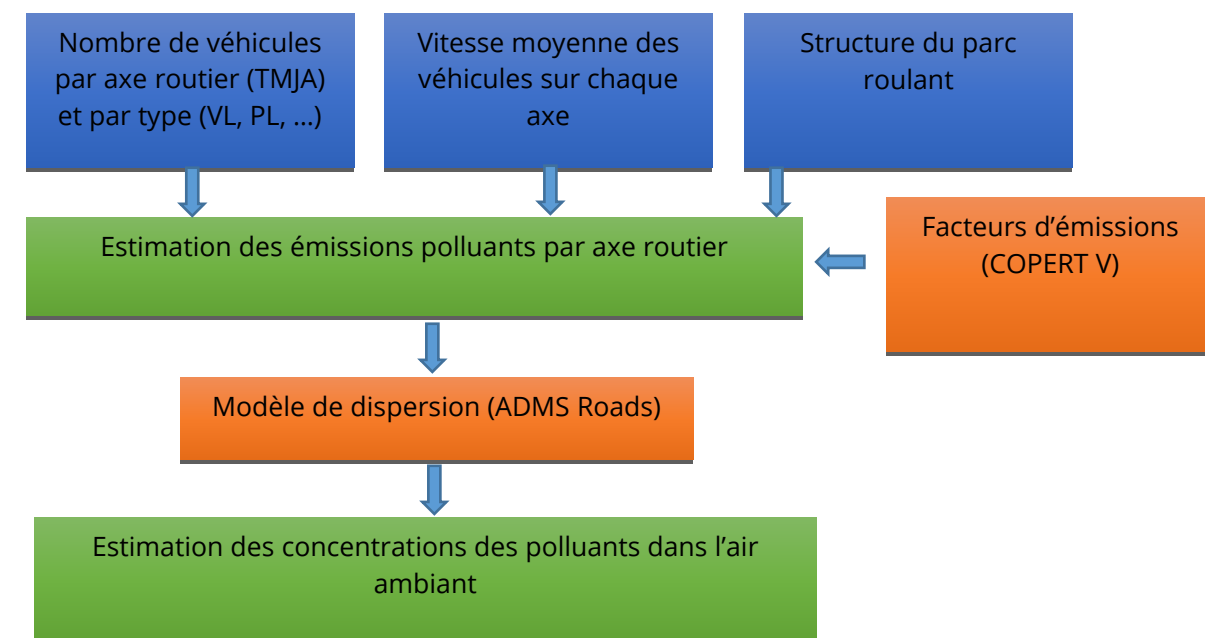 Nombre de véhicules
par axe routier (TMJA)
et par type (VL, PL, ...)
Vitesse moyenne des
véhicules sur chaque
axe
Structure du parc
roulant
Estimation des émissions polluants par axe routier
Facteurs d’émissions
(COPERT V)
Modèle de dispersion (ADMS Roads)
Estimation des concentrations des polluants dans l’air
ambiant